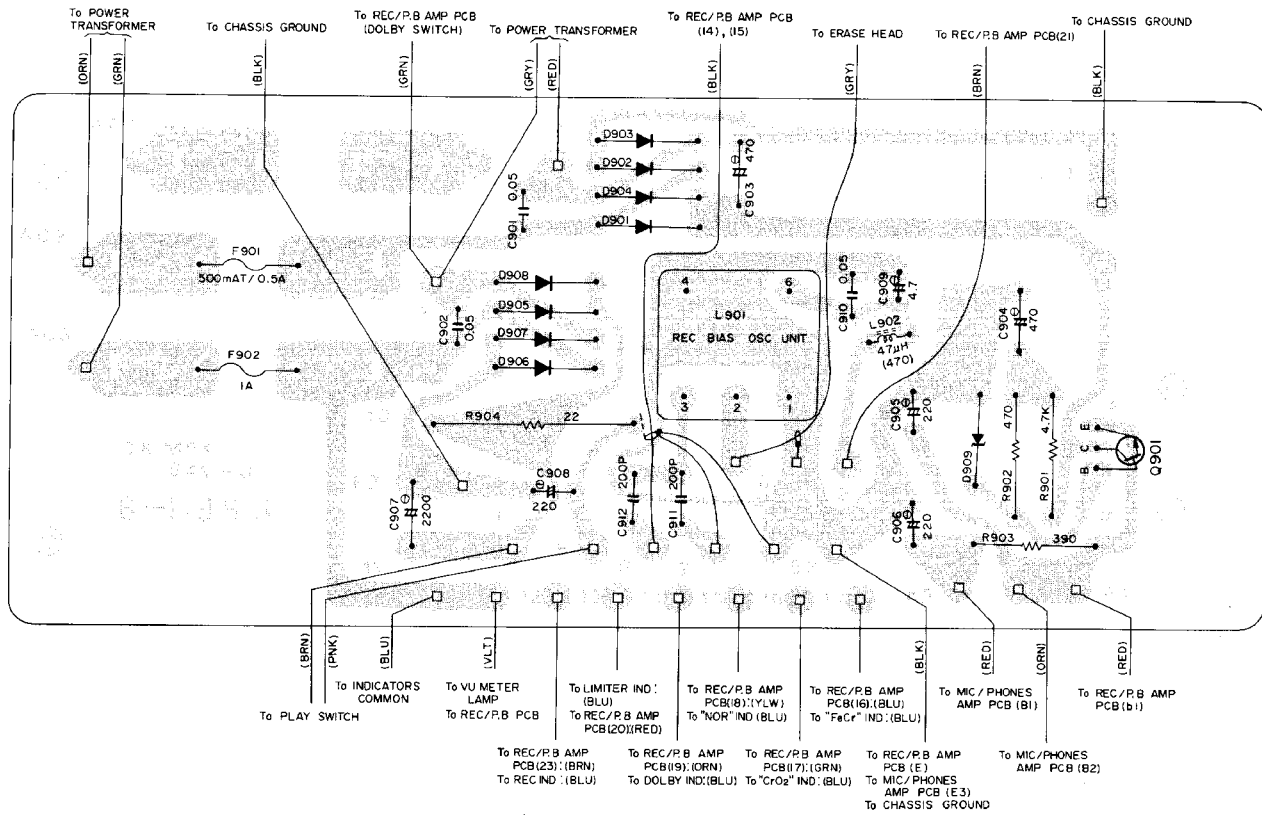 To POWER
TRANSFORMER
To CHASSIS GROUND
To REC/P.B AMP PCB
(DOLBY SWITCH)
To POWER TRANSFORMER
To REC/P.B AMP PCB
(14), (15)
To ERASE HEAD
To REC/P.B AMP PCB(21)
To CHASSIS GROUND
(ORN)
(GRN)
(BLK)
(GRN)
(GRY)
(RED)
(BLK)
(GRY)
(BRN)
(BLK)
D903
D902
D904
D901
470
C903
0.05
C901
F901
500mAT/0.5A
F902
1A
D908
D905
D907
D906
C902
0.05
4
6
L901
REC BIAS OSC UNIT
3
2
1
0.05
C910
C909
4.7
L902
47μH
(470)
C904
470
C905
220
R904
22
D909
470
R902
4.7K
R901
E
C
B
Q901
C907
2200
C908
220
200P
C912
200P
C911
C906
220
R903
390
(BRN)
(PNK)
(BLU)
(VLT)
(BLK)
(RED)
(ORN)
(RED)
To PLAY SWITCH
To INDICATORS
COMMON
To VU METER
LAMP
To REC/P.B PCB
To REC/P.B AMP
PCB(23):(BRN)
To REC IND:(BLU)
To LIMITER IND:
(BLU)
To REC/P.B AMP
PCB(20):(RED)
To REC/P.B AMP
PCB(19):(ORN)
To DOLBY IND:(BLU)
To REC/P.B AMP
PCB(18):(YLW)
To "NOR" IND (BLU)
To REC/P.B AMP
PCB(17):(GRN)
To "CrO2" IND:(BLU)
To REC/P.B AMP
PCB(16):(BLU)
To "FeCr" IND:(BLU)
To REC/P.B AMP
PCB (E)
To MIC/PHONES
AMP PCB (E3)
To CHASSIS GROUND
To MIC/PHONES
AMP PCB (B1)
To MIC/PHONES
AMP PCB (B2)
To REC/P.B AMP
PCB (b1)